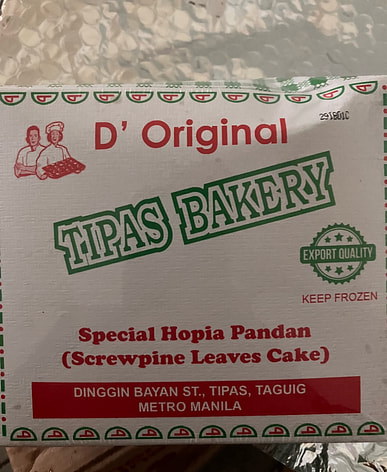 D' Original
TIPAS BAKERY
EXPORT QUALITY
KEEP FROZEN
Special Hopia Pandan
(Screwpine Leaves Cake)
DINGGIN BAYAN ST., TIPAS, TAGUIG
METRO MANILA